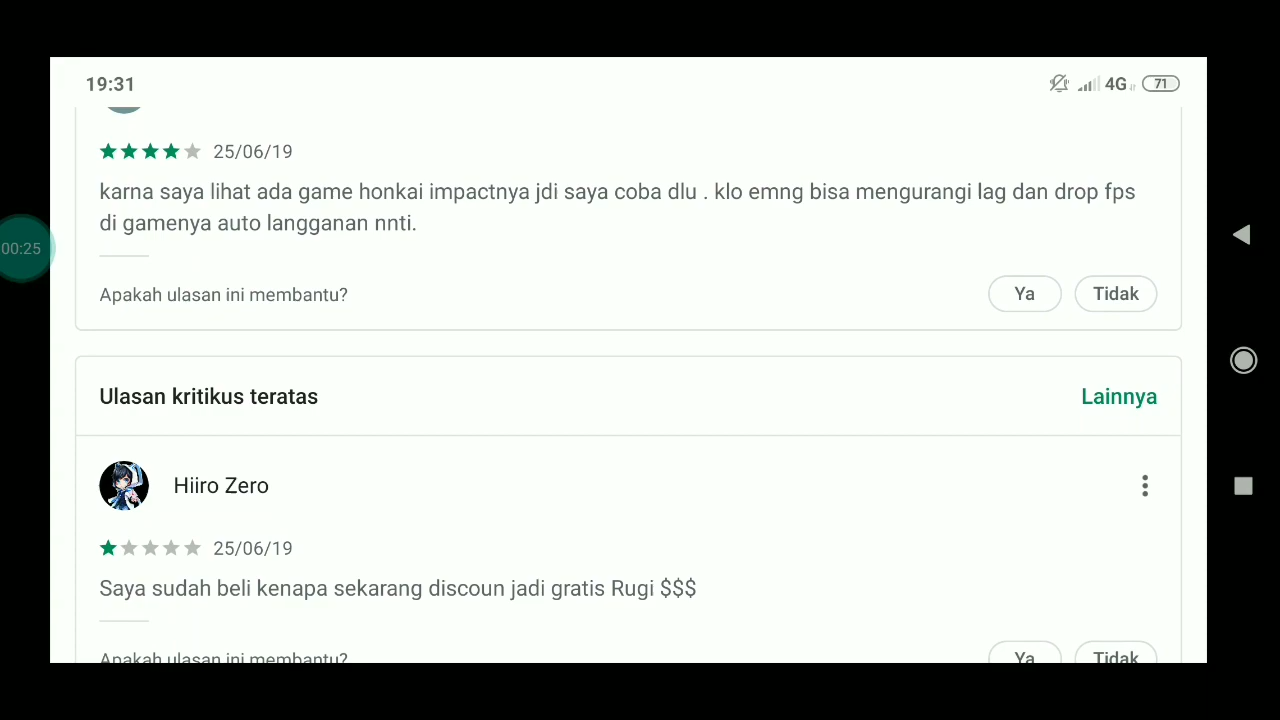 19:31
4G
71
25/06/19
karna saya lihat ada game honkai impactnya jdi saya coba dlu . klo emng bisa mengurangi lag dan drop fps
di gamenya auto langganan nnti.
00:25
Apakah ulasan ini membantu?
Ya
Tidak
Ulasan kritikus teratas
Lainnya
Hiiro Zero
25/06/19
Saya sudah beli kenapa sekarang discoun jadi gratis Rugi $$$
Apakah ulasan ini membantu?
Ya
Tidak